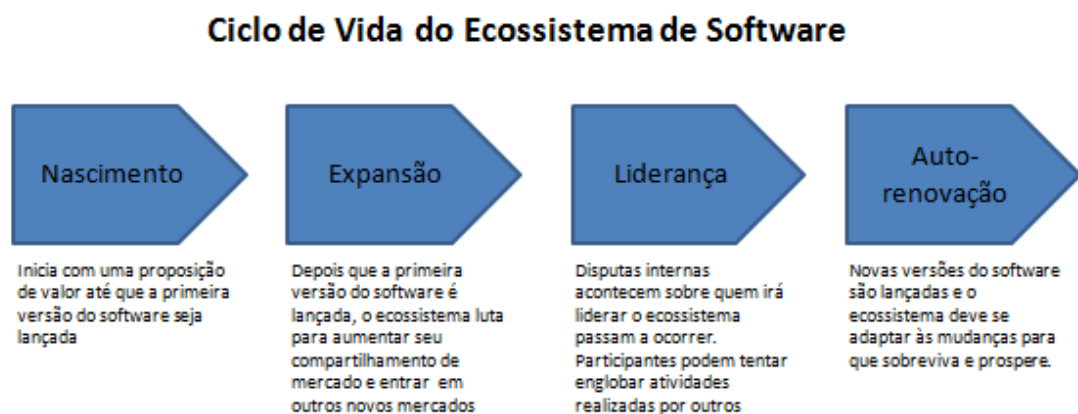 Ciclo de Vida do Ecossistema de Software
Nascimento
Inicia com uma proposição
de valor até que a primeira
versão do software seja
lançada
Expansão
Depois que a primeira
versão do software é
lançada, o ecossistema luta
para aumentar seu
compartilhamento de
mercado e entrar em
outros novos mercados
Liderança
Disputas internas
acontecem sobre quem irá
liderar o ecossistema
passam a ocorrer.
Participantes podem tentar
englobar atividades
realizadas por outros
Auto-
renovação
Novas versões do software
são lançadas e o
ecossistema deve se
adaptar às mudanças para
que sobreviva e prospere.